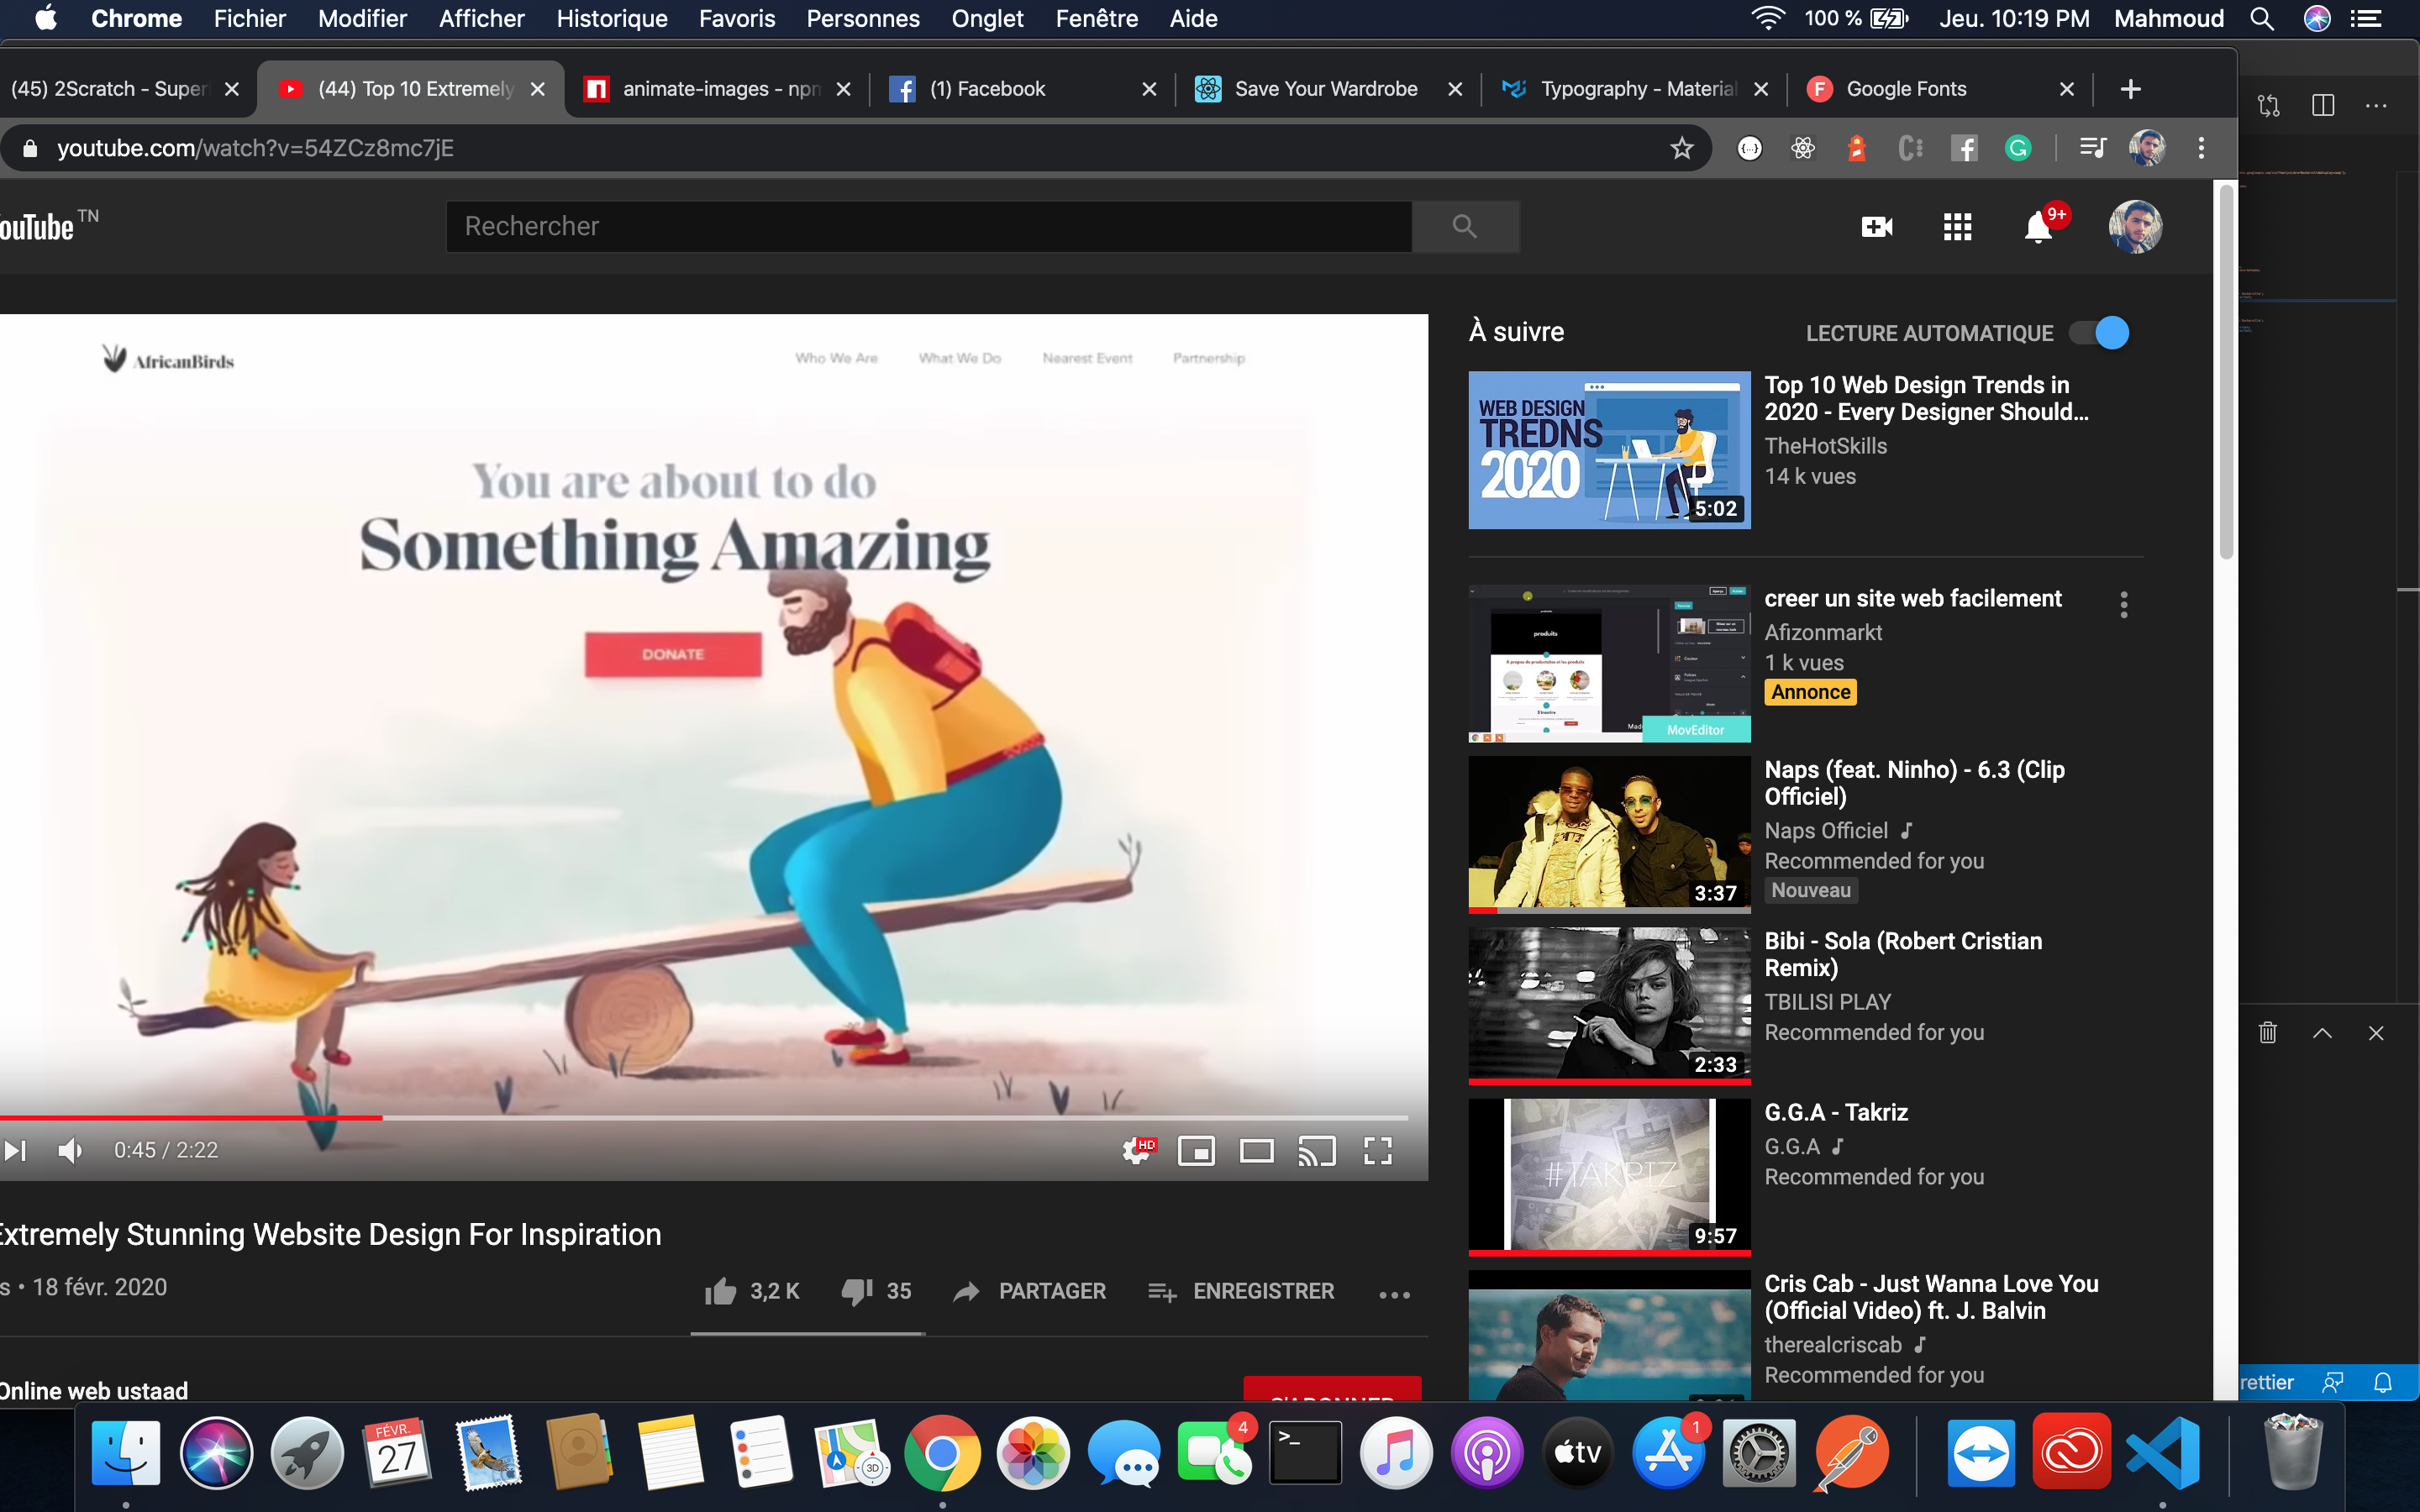 Chrome Fichier Modifier Afficher Historique Favoris Personnes Onglet Fenêtre Aide 100 % Jeu. 10:19 PM Mahmoud
(45) 2Scratch - Super (44) Top 10 Extremely animate-images - npm (1) Facebook Save Your Wardrobe Typography - Material Google Fonts
youtube.com/watch?v=54ZCz8mc7jE
ouTube TN
Rechercher
9+
AfricanBirds Who We Are What We Do Nearest Event Partnership
You are about to do
Something Amazing
DONATE
0:45 / 2:22
HD
Extremely Stunning Website Design For Inspiration
s • 18 févr. 2020
3,2 K 35 PARTAGER ENREGISTRER
Online web ustaad
S'ABONNER
À suivre
LECTURE AUTOMATIQUE
WEB DESIGN
TREDNS
2020
5:02
Top 10 Web Design Trends in
2020 - Every Designer Should...
TheHotSkills
14 k vues
produits
MovEditor
creer un site web facilement
Afizonmarkt
1 k vues
Annonce
3:37
Naps (feat. Ninho) - 6.3 (Clip
Officiel)
Naps Officiel
Recommended for you
Nouveau
2:33
Bibi - Sola (Robert Cristian
Remix)
TBILISI PLAY
Recommended for you
#TAKRIZ
9:57
G.G.A - Takriz
G.G.A
Recommended for you
Cris Cab - Just Wanna Love You
(Official Video) ft. J. Balvin
therealcriscab
Recommended for you
rettier
FÉVR.
27
3D
4
>_
tv
1